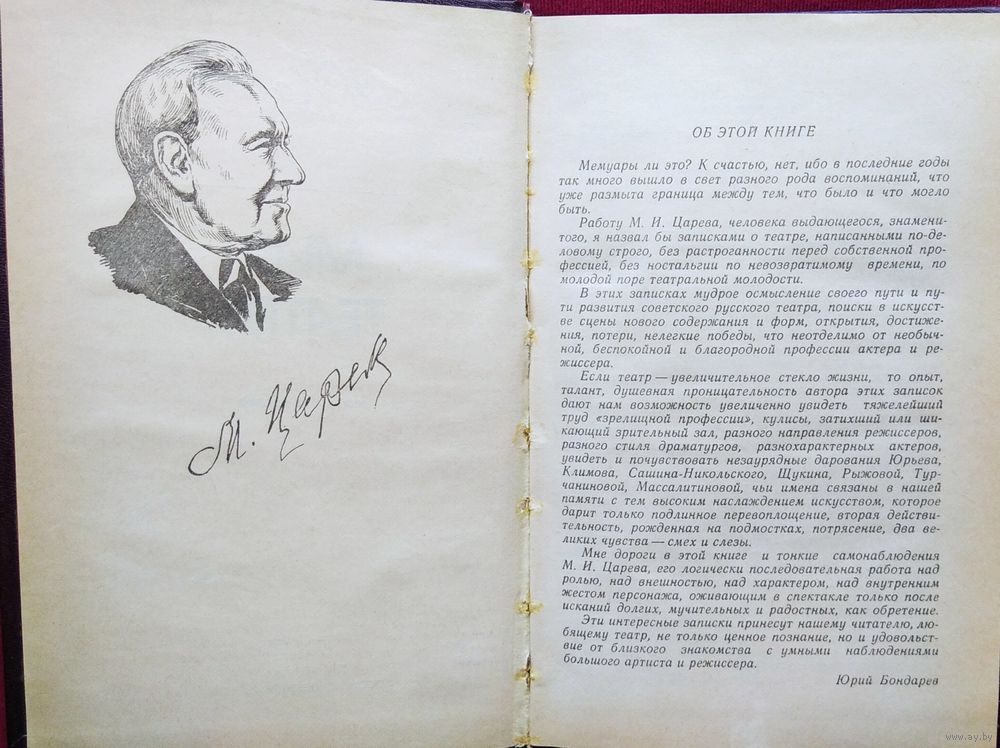 М. Царев
ОБ ЭТОЙ КНИГЕ
Мемуары ли это? К счастью, нет, ибо в последние годы
так много вышло в свет разного рода воспоминаний, что
уже размыта граница между тем, что было и что могло
быть.
Работу М. И. Царева, человека выдающегося, знамени-
того, я назвал бы записками о театре, написанными по-де-
ловому строго, без растроганности перед собственной про-
фессией, без ностальгии по невозвратимому времени, по
молодой поре театральной молодости.
В этих записках мудрое осмысление своего пути и пу-
ти развития советского русского театра, поиски в искусст-
ве сцены нового содержания и форм, открытия, достиже-
ния, потери, нелегкие победы, что неотделимо от необыч-
ной, беспокойной и благородной профессии актера и ре-
жиссера.
Если театр — увеличительное стекло жизни, то опыт,
талант, душевная проницательность автора этих записок
дают нам возможность увеличенно увидеть тяжелейший
труд «зрелищной профессии», кулисы, затихший или ши-
кающий зрительный зал, разного направления режиссеров,
разного стиля драматургов, разнохарактерных актеров,
увидеть и почувствовать незаурядные дарования Юрьева,
Климова, Сашина-Никольского, Щукина, Рыжовой, Тур-
чаниновой, Массалитиновой, чьи имена связаны в нашей
памяти с тем высоким наслаждением искусством, которое
дарит только подлинное перевоплощение, вторая действи-
тельность, рожденная на подмостках, потрясение, два ве-
ликих чувства — смех и слезы.
Мне дороги в этой книге и тонкие самонаблюдения
М. И. Царева, его логически последовательная работа над
ролью, над внешностью, над характером, над внутренним
жестом персонажа, оживающим в спектакле только после
исканий долгих, мучительных и радостных, как обретение.
Эти интересные записки принесут нашему читателю, лю-
бящему театр, не только ценное познание, но и удовольст-
вие от близкого знакомства с умными наблюдениями
большого артиста и режиссера.
Юрий Бондарев
www.ay.by